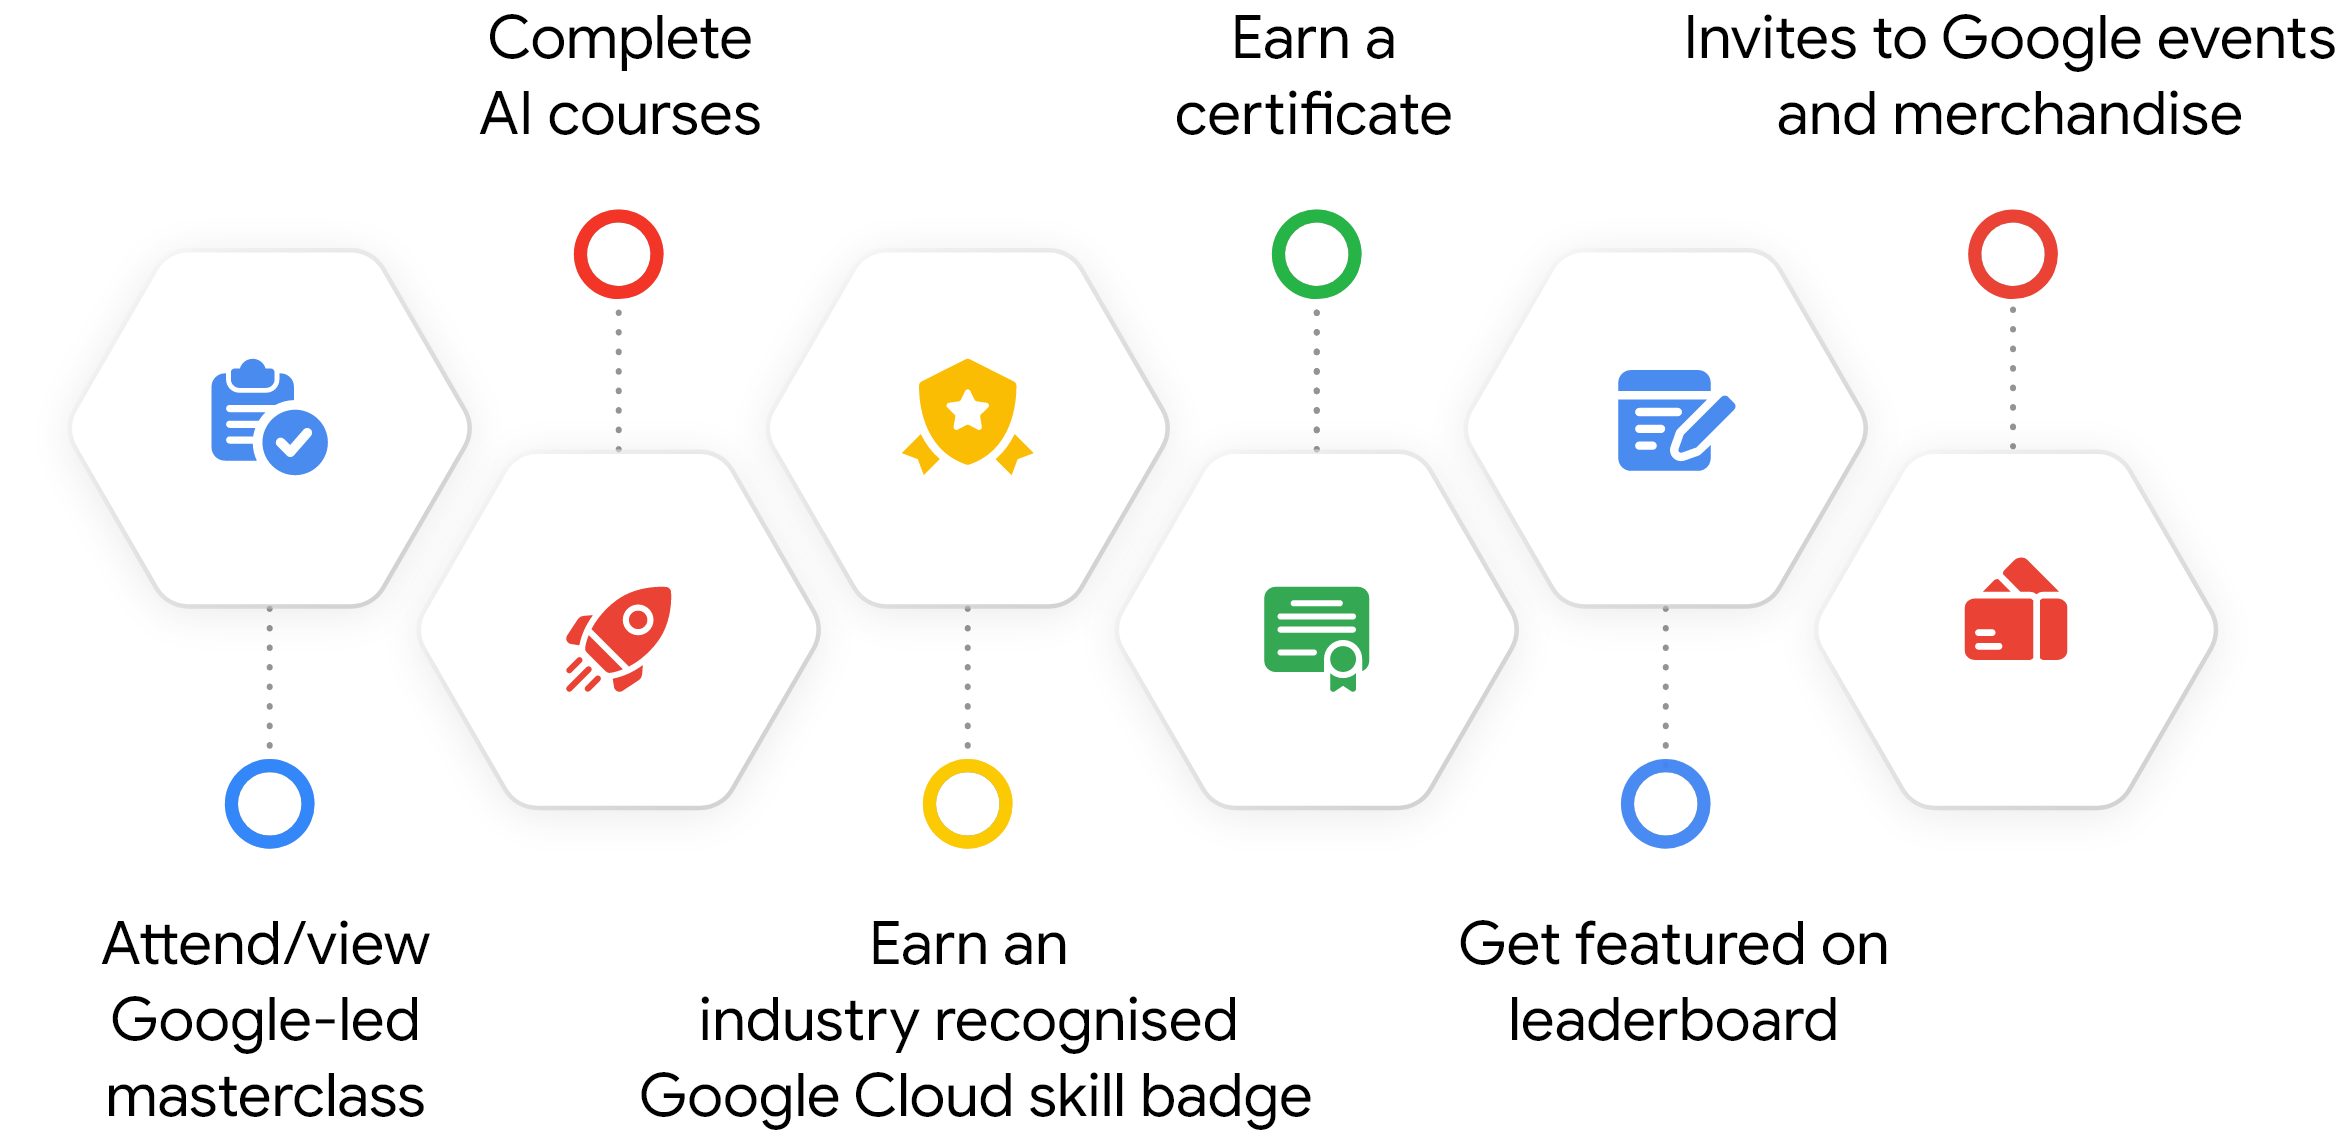 Complete
AI courses
Earn a
certificate
Invites to Google events
and merchandise
Attend/view
Google-led
masterclass
Earn an
industry recognised
Google Cloud skill badge
Get featured on
leaderboard